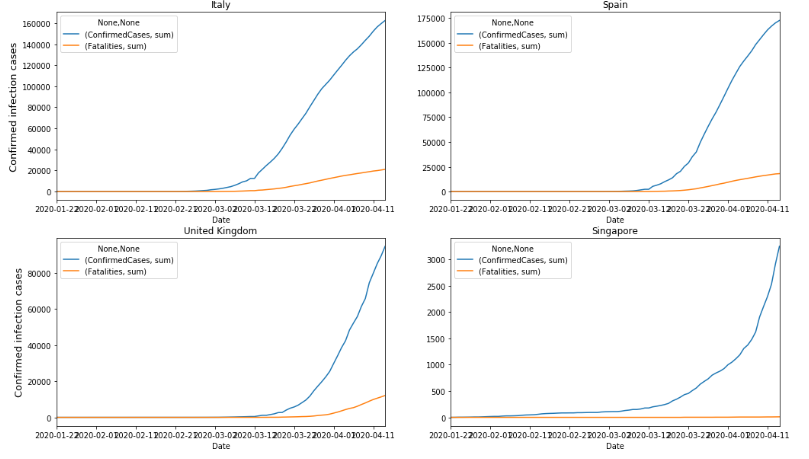 Italy
Spain
None,None
(ConfirmedCases, sum)
(Fatalities, sum)
None,None
(ConfirmedCases, sum)
(Fatalities, sum)
Confirmed infection cases
160000
140000
120000
100000
80000
60000
40000
20000
0
175000
150000
125000
100000
75000
50000
25000
0
2020-01-22 2020-02-01 2020-02-11 2020-02-21 2020-03-02 2020-03-12 2020-03-22 2020-04-01 2020-04-11
2020-01-22 2020-02-01 2020-02-11 2020-02-21 2020-03-02 2020-03-12 2020-03-22 2020-04-01 2020-04-11
Date
Date
United Kingdom
Singapore
None,None
(ConfirmedCases, sum)
(Fatalities, sum)
None,None
(ConfirmedCases, sum)
(Fatalities, sum)
Confirmed infection cases
80000
60000
40000
20000
0
3000
2500
2000
1500
1000
500
0
2020-01-22 2020-02-01 2020-02-11 2020-02-21 2020-03-02 2020-03-12 2020-03-22 2020-04-01 2020-04-11
2020-01-22 2020-02-01 2020-02-11 2020-02-21 2020-03-02 2020-03-12 2020-03-22 2020-04-01 2020-04-11
Date
Date